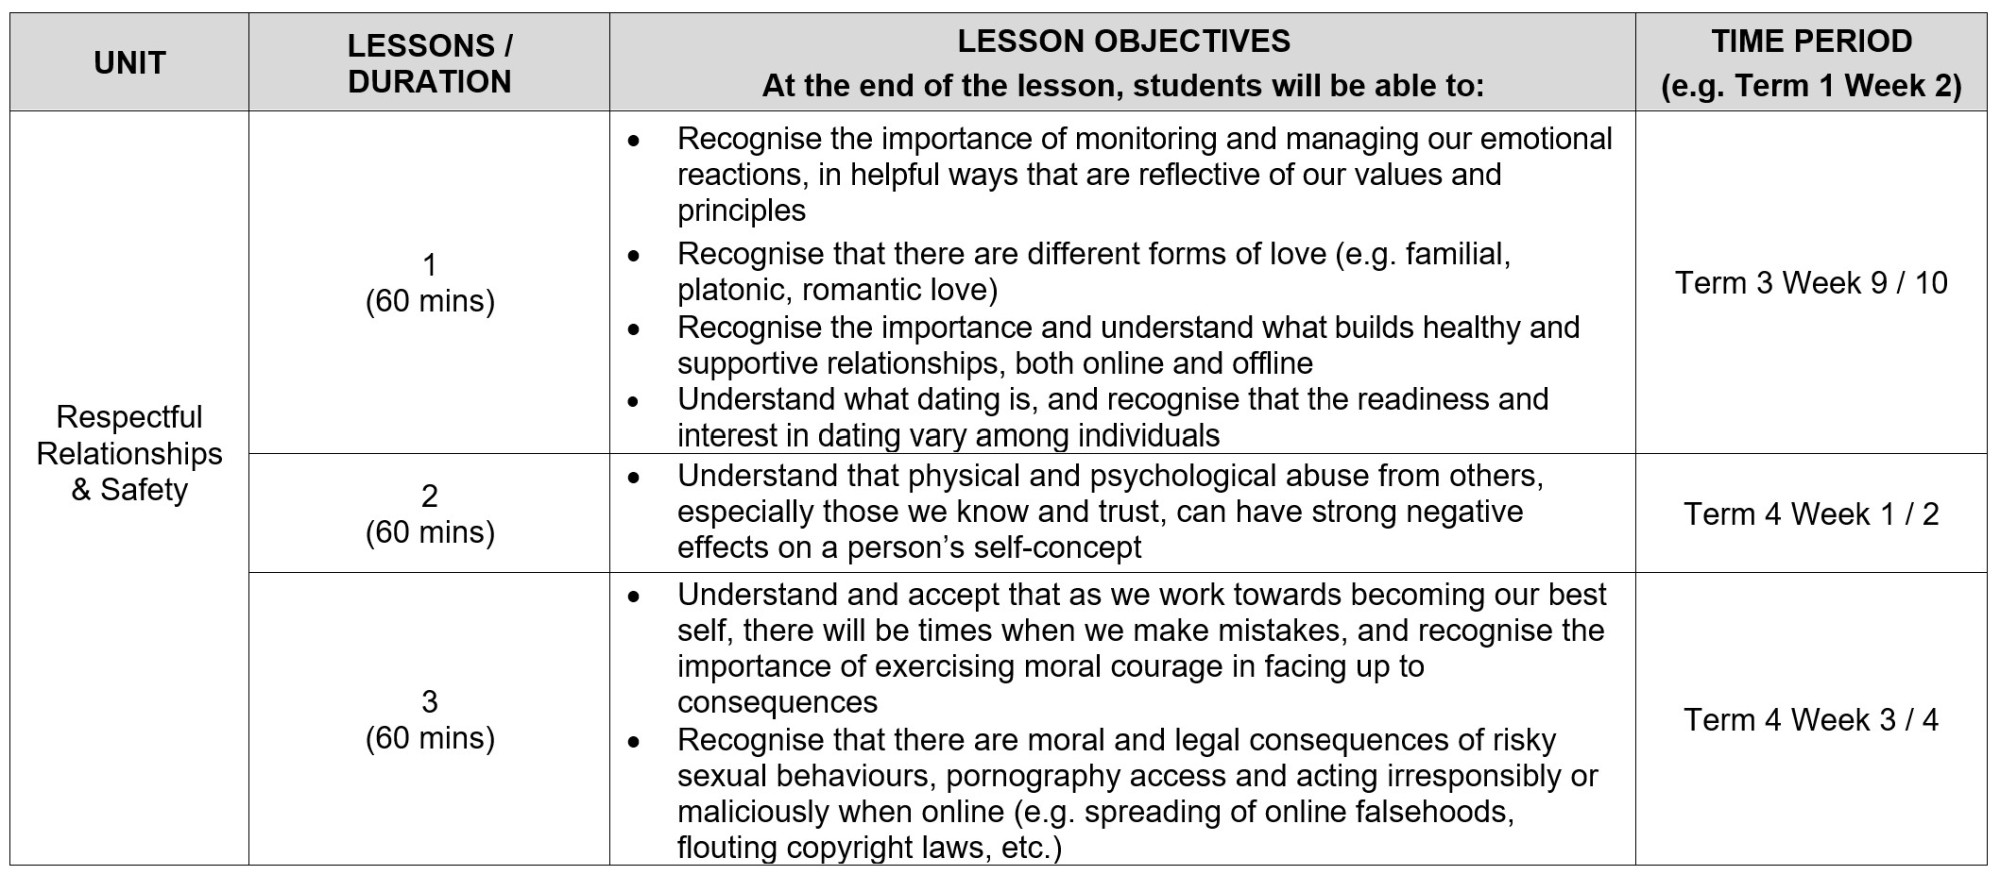 UNIT
LESSONS /
DURATION
LESSON OBJECTIVES
At the end of the lesson, students will be able to:
TIME PERIOD
(e.g. Term 1 Week 2)
Respectful
Relationships
& Safety
1
(60 mins)
• Recognise the importance of monitoring and managing our emotional
reactions, in helpful ways that are reflective of our values and
principles
• Recognise that there are different forms of love (e.g. familial,
platonic, romantic love)
• Recognise the importance and understand what builds healthy and
supportive relationships, both online and offline
• Understand what dating is, and recognise that the readiness and
interest in dating vary among individuals
Term 3 Week 9 / 10
2
(60 mins)
• Understand that physical and psychological abuse from others,
especially those we know and trust, can have strong negative
effects on a person’s self-concept
Term 4 Week 1 / 2
3
(60 mins)
• Understand and accept that as we work towards becoming our best
self, there will be times when we make mistakes, and recognise the
importance of exercising moral courage in facing up to
consequences
• Recognise that there are moral and legal consequences of risky
sexual behaviours, pornography access and acting irresponsibly or
maliciously when online (e.g. spreading of online falsehoods,
flouting copyright laws, etc.)
Term 4 Week 3 / 4